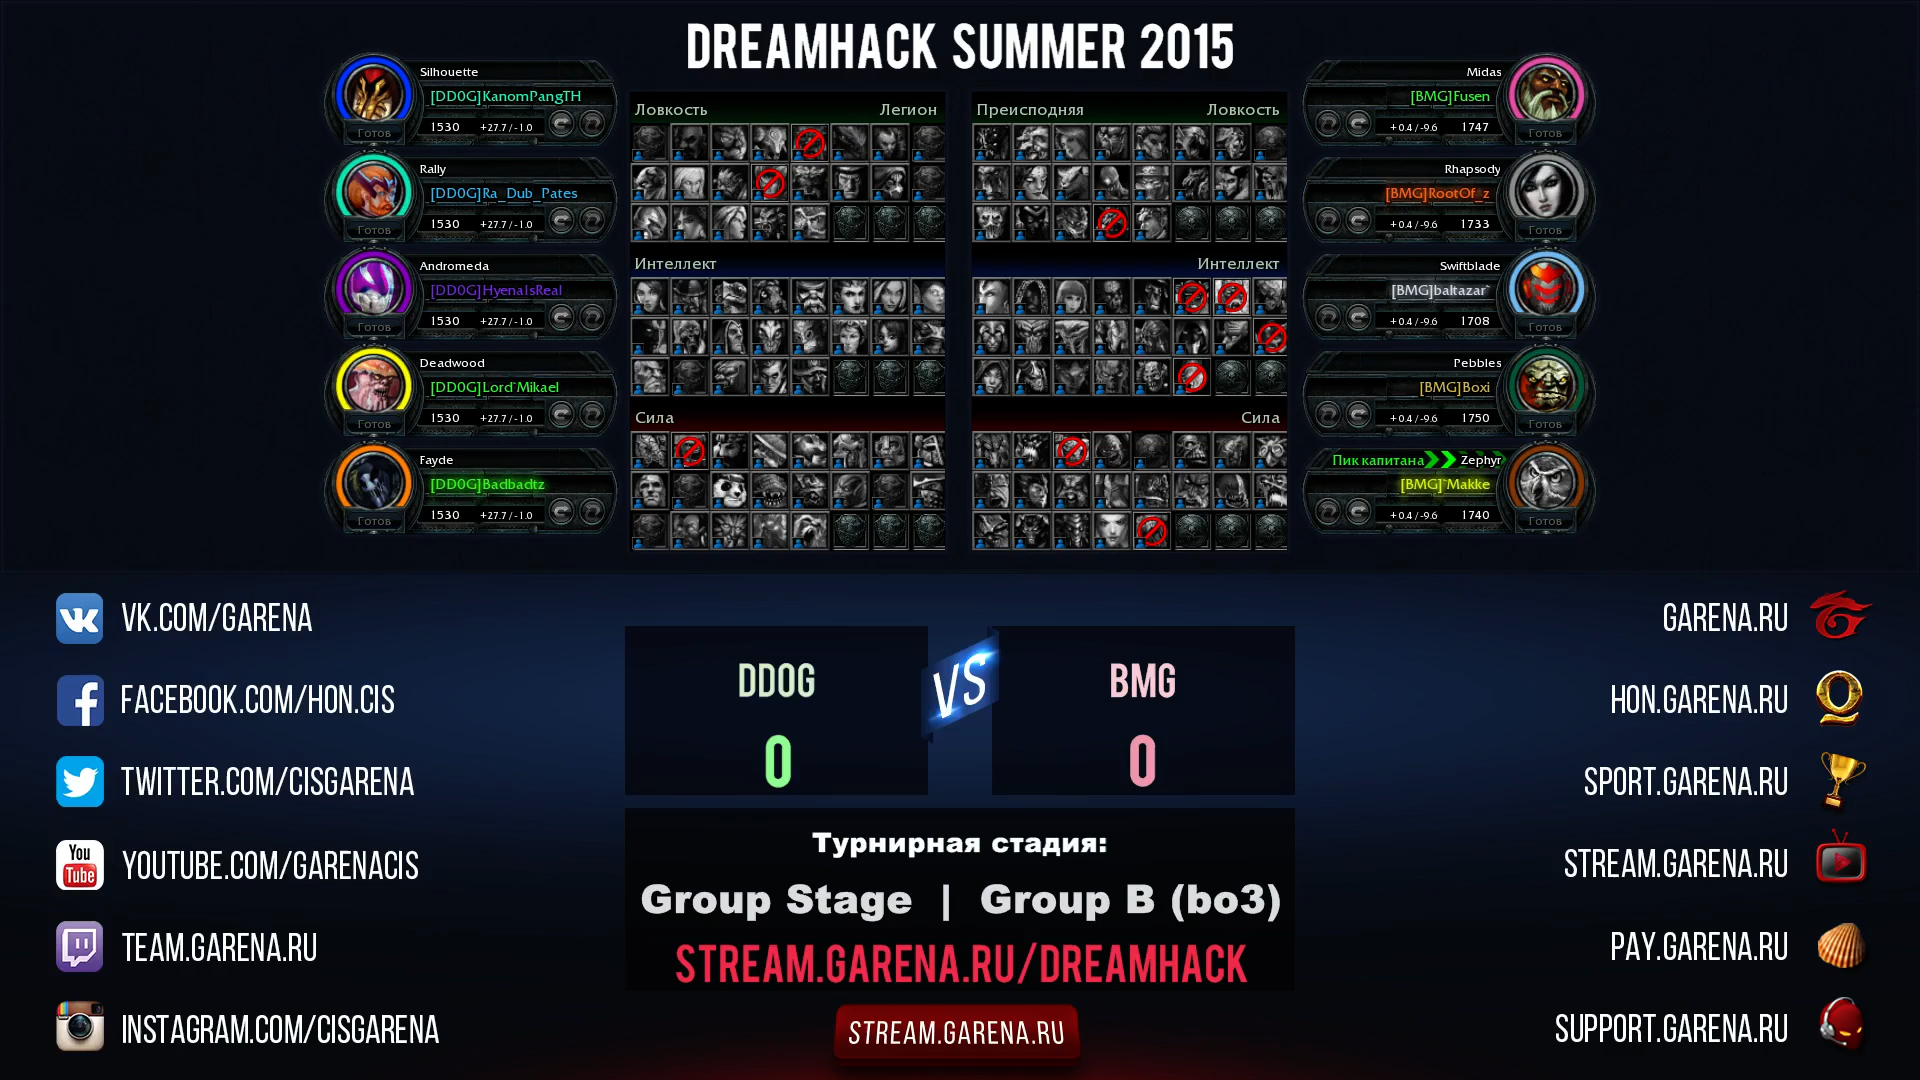 DREAMHACK SUMMER 2015
Silhouette
[DD0G]KanomPangTH
Готов
1530 +27.7 / -1.0
Rally
[DD0G]Ra_Dub_Pates
Готов
1530 +27.7 / -1.0
Andromeda
[DD0G]HyenaIsReal
Готов
1530 +27.7 / -1.0
Deadwood
[DD0G]Lord`Mikael
Готов
1530 +27.7 / -1.0
Fayde
[DD0G]Badbadtz
Готов
1530 +27.7 / -1.0
Ловкость Легион
Интеллект
Сила
Преисподняя Ловкость
Интеллект
Сила
Midas
[BMG]Fusen
+0.4 / -9.6 1747
Готов
Rhapsody
[BMG]RootOf_z
+0.4 / -9.6 1733
Готов
Swiftblade
[BMG]baltazar`
+0.4 / -9.6 1708
Готов
Pebbles
[BMG]Boxi
+0.4 / -9.6 1750
Готов
Пик капитана Zephyr
[BMG]`Makke
+0.4 / -9.6 1740
Готов
VK.COM/GARENA
FACEBOOK.COM/HON.CIS
TWITTER.COM/CISGARENA
You Tube
YOUTUBE.COM/GARENACIS
TEAM.GARENA.RU
INSTAGRAM.COM/CISGARENA
DDOG VS BMG
0 0
Турнирная стадия:
Group Stage | Group B (bo3)
STREAM.GARENA.RU/DREAMHACK
STREAM.GARENA.RU
GARENA.RU
HON.GARENA.RU
SPORT.GARENA.RU
STREAM.GARENA.RU
PAY.GARENA.RU
SUPPORT.GARENA.RU